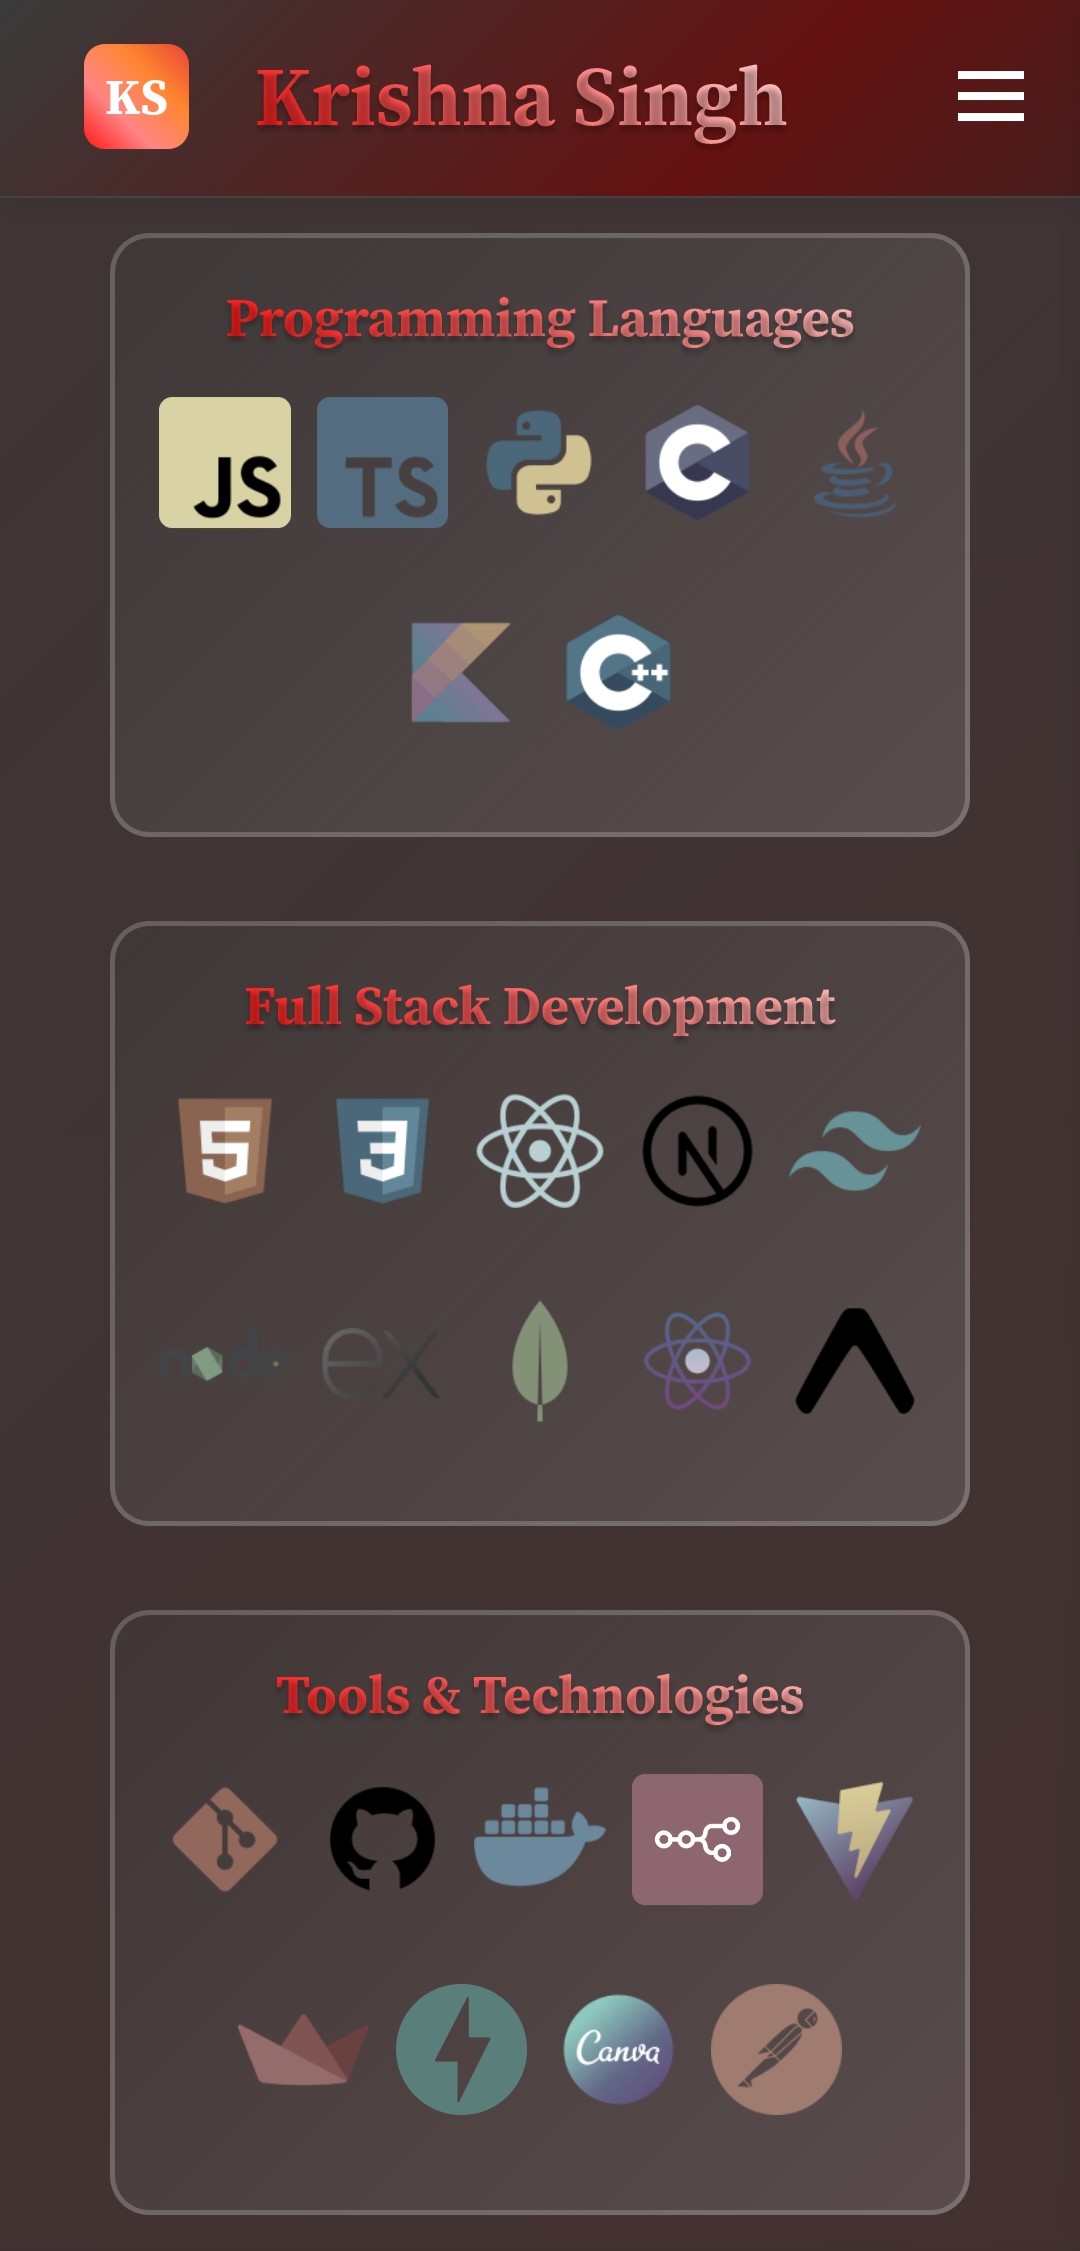 KS Krishna Singh
Programming Languages
JS TS C
C++
Full Stack Development
5 3 N
node ex
Tools & Technologies
Canva